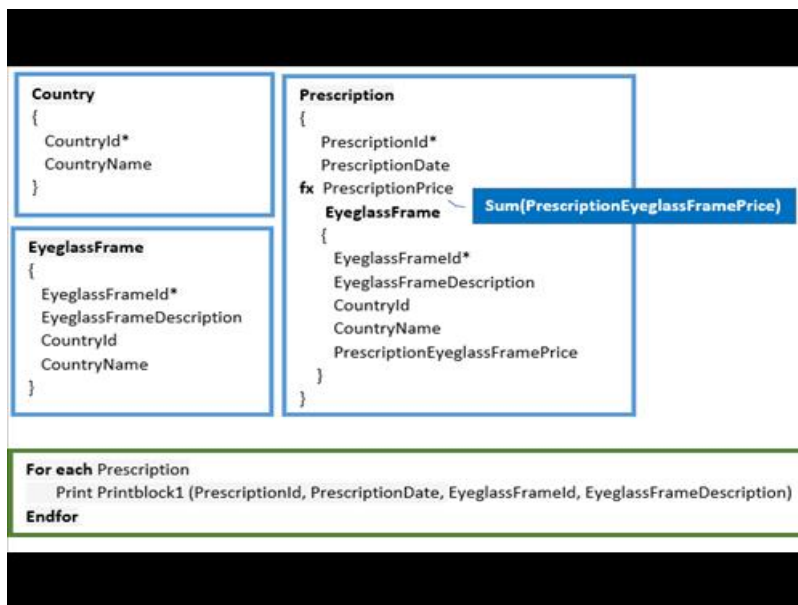 Country
{
CountryId*
CountryName
}
EyeglassFrame
{
EyeglassFrameId*
EyeglassFrameDescription
CountryId
CountryName
}
Prescription
{
PrescriptionId*
PrescriptionDate
fx PrescriptionPrice
Sum(PrescriptionEyeglassFramePrice)
EyeglassFrame
{
EyeglassFrameId*
EyeglassFrameDescription
CountryId
CountryName
PrescriptionEyeglassFramePrice
}
}
For each Prescription
Print Printblock1 (PrescriptionId, PrescriptionDate, EyeglassFrameId, EyeglassFrameDescription)
Endfor